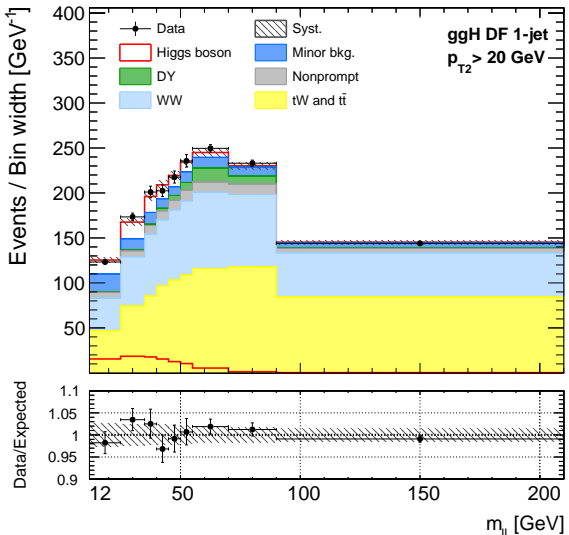 Events / Bin width [GeV⁻¹]
400
350
300
250
200
150
100
50
Data
Syst.
Higgs boson
Minor bkg.
DY
Nonprompt
WW
tW and tt̄
ggH DF 1-jet
p_T2 > 20 GeV
Data/Expected
1.1
1.05
1
0.95
0.9
12
50
100
150
200
m_ll [GeV]